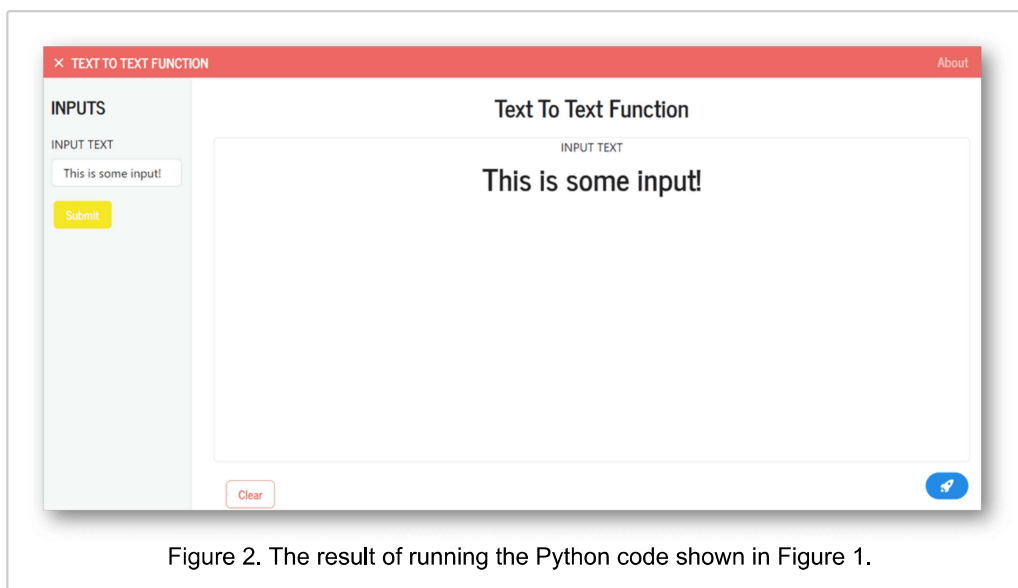 × TEXT TO TEXT FUNCTION
About
INPUTS
INPUT TEXT
This is some input!
Submit
Text To Text Function
INPUT TEXT
This is some input!
Clear
Figure 2. The result of running the Python code shown in Figure 1.